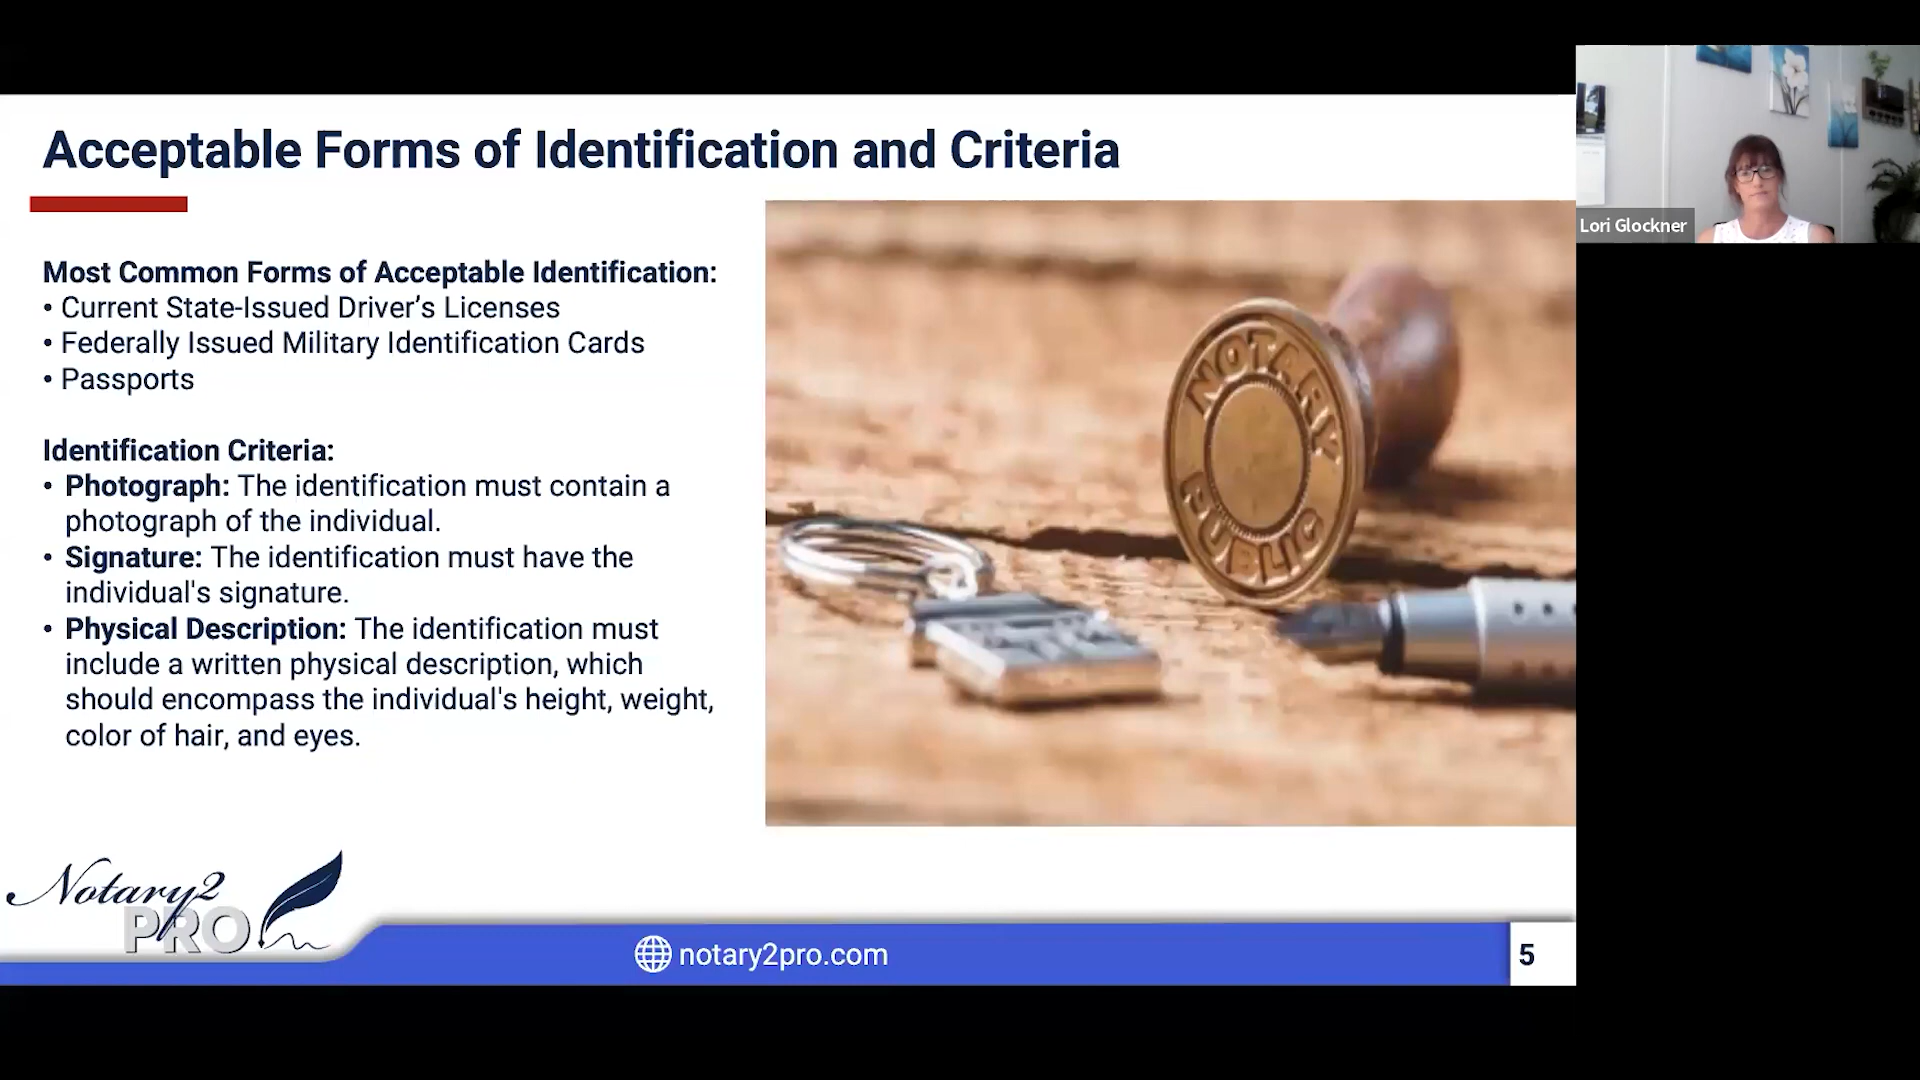 Acceptable Forms of Identification and Criteria
Most Common Forms of Acceptable Identification:
• Current State-Issued Driver’s Licenses
• Federally Issued Military Identification Cards
• Passports
Identification Criteria:
• Photograph: The identification must contain a
photograph of the individual.
• Signature: The identification must have the
individual's signature.
• Physical Description: The identification must
include a written physical description, which
should encompass the individual's height, weight,
color of hair, and eyes.
NOTARY
PUBLIC
Lori Glockner
Notary2
PRO
notary2pro.com
5